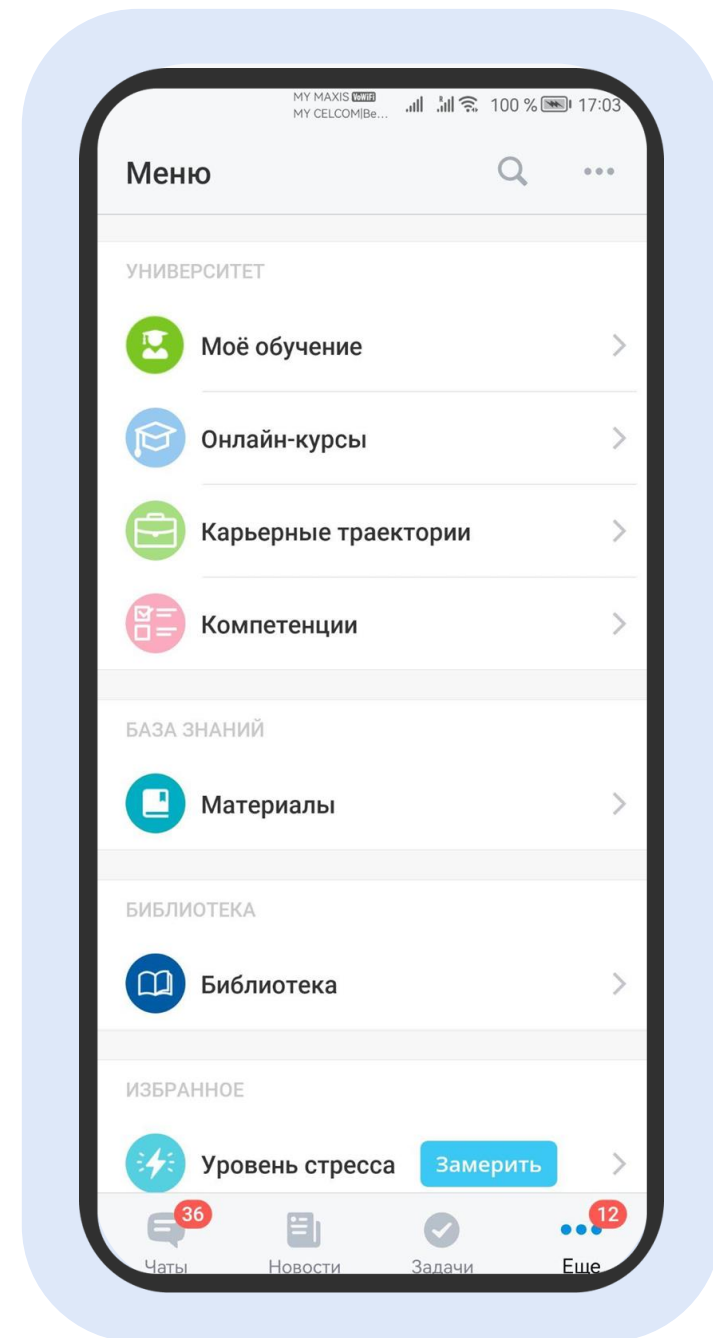 MY MAXIS VoWiFi
MY CELCOM|Be...
100 % 17:03
Меню
УНИВЕРСИТЕТ
Моё обучение
Онлайн-курсы
Карьерные траектории
Компетенции
БАЗА ЗНАНИЙ
Материалы
БИБЛИОТЕКА
Библиотека
ИЗБРАННОЕ
Уровень стресса Замерить
36 12
Чаты Новости Задачи Еще